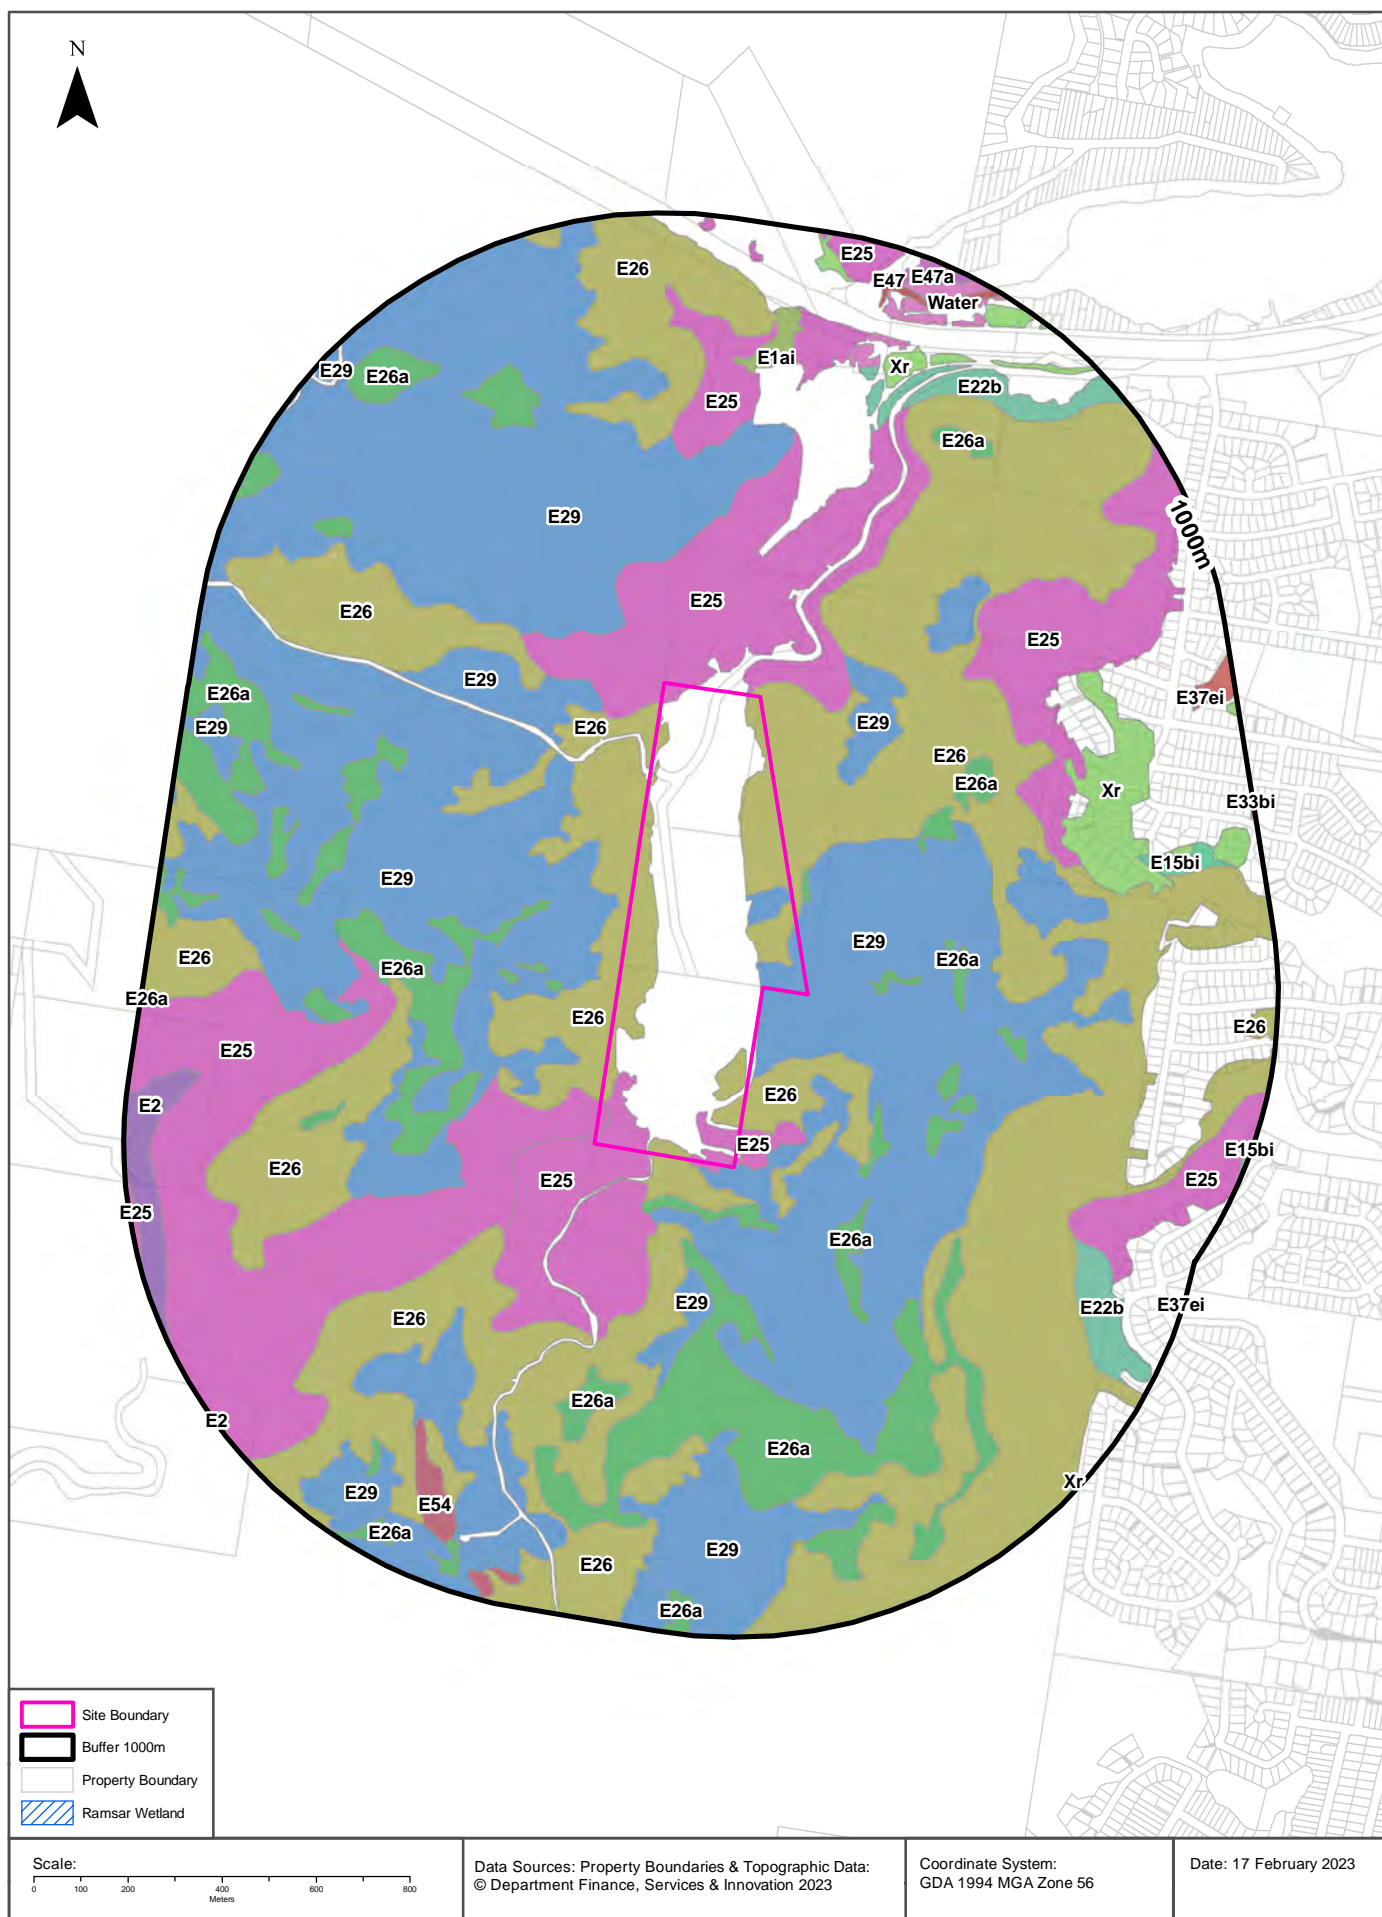 N
E25
E26
E47
E47a
Water
E1ai
Xr
E29
E26a
E22b
E25
E26a
1000m
E29
E25
E26
E25
E29
E26a
E37ei
E29
E26
E29
E26
E26a
Xr
E33bi
E15bi
E29
E29
E26
E26a
E26a
E26a
E26
E26
E25
E26
E2
E25
E15bi
E26
E25
E25
E25
E26a
E29
E22b
E37ei
E26
E26a
E2
E26a
Xr
E29
E54
E26a
E29
E26
E26a
Site Boundary
Buffer 1000m
Property Boundary
Ramsar Wetland
Scale:
0 100 200 400 600 800
Meters
Data Sources: Property Boundaries & Topographic Data:
© Department Finance, Services & Innovation 2023
Coordinate System:
GDA 1994 MGA Zone 56
Date: 17 February 2023